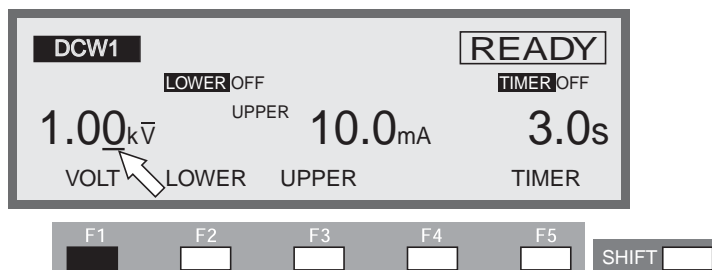 DCW1 READY
LOWER OFF TIMER OFF
1.00kV UPPER 10.0mA 3.0s
VOLT LOWER UPPER TIMER
F1 F2 F3 F4 F5
SHIFT